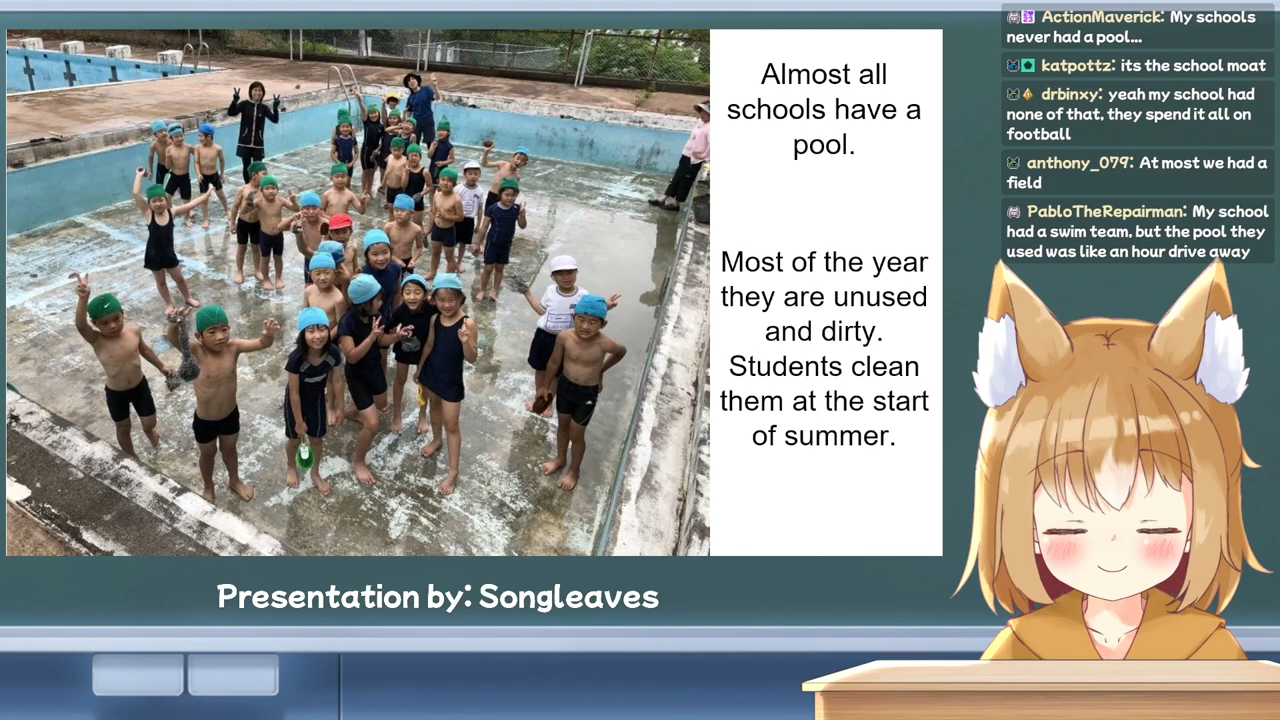 Almost all
schools have a
pool.
Most of the year
they are unused
and dirty.
Students clean
them at the start
of summer.
Presentation by: Songleaves
ActionMaverick: My schools
never had a pool...
katpottz: its the school moat
drbinxy: yeah my school had
none of that, they spend it all on
football
anthony_079: At most we had a
field
PabloTheRepairman: My school
had a swim team, but the pool they
used was like an hour drive away